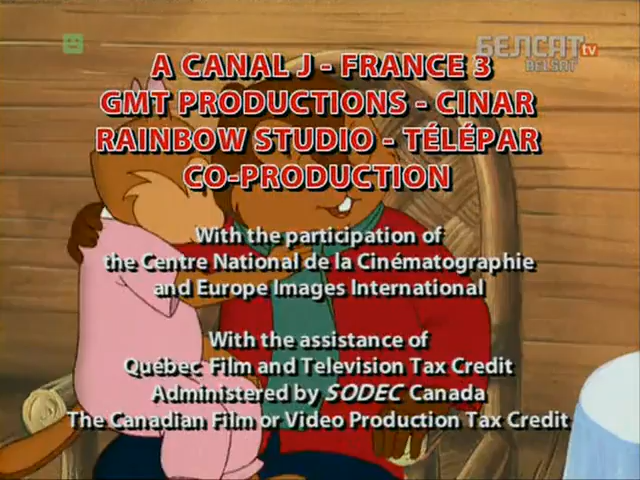 БЕЛСАТ tv
BELSAT
A CANAL J - FRANCE 3
GMT PRODUCTIONS - CINAR
RAINBOW STUDIO - TÉLÉPAR
CO-PRODUCTION
With the participation of
the Centre National de la Cinématographie
and Europe Images International
With the assistance of
Québec Film and Television Tax Credit
Administered by SODEC Canada
The Canadian Film or Video Production Tax Credit